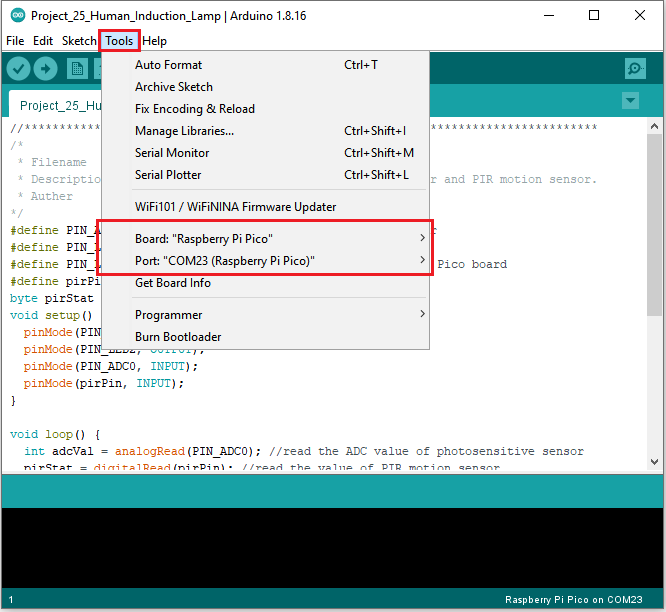 Project_25_Human_Induction_Lamp | Arduino 1.8.16
File Edit Sketch Tools Help
Auto Format Ctrl+T
Archive Sketch
Fix Encoding & Reload
Manage Libraries... Ctrl+Shift+I
Serial Monitor Ctrl+Shift+M
Serial Plotter Ctrl+Shift+L
WiFi101 / WiFiNINA Firmware Updater
Board: "Raspberry Pi Pico"
Port: "COM23 (Raspberry Pi Pico)"
Get Board Info
Programmer
Burn Bootloader
Project_25_Hu
//********************************************************************
/*
* Filename
* Descriptio r and PIR motion sensor.
* Auther
*/
#define PIN_A r
#define PIN_L
#define PIN_L Pico board
#define pirPi
byte pirStat
void setup()
pinMode(PIN_
pinMode(PIN_LED2, OUTPUT);
pinMode(PIN_ADC0, INPUT);
pinMode(pirPin, INPUT);
}
void loop() {
int adcVal = analogRead(PIN_ADC0); //read the ADC value of photosensitive sensor
pirStat = digitalRead(pirPin); //read the value of PIR motion sensor
1
Raspberry Pi Pico on COM23